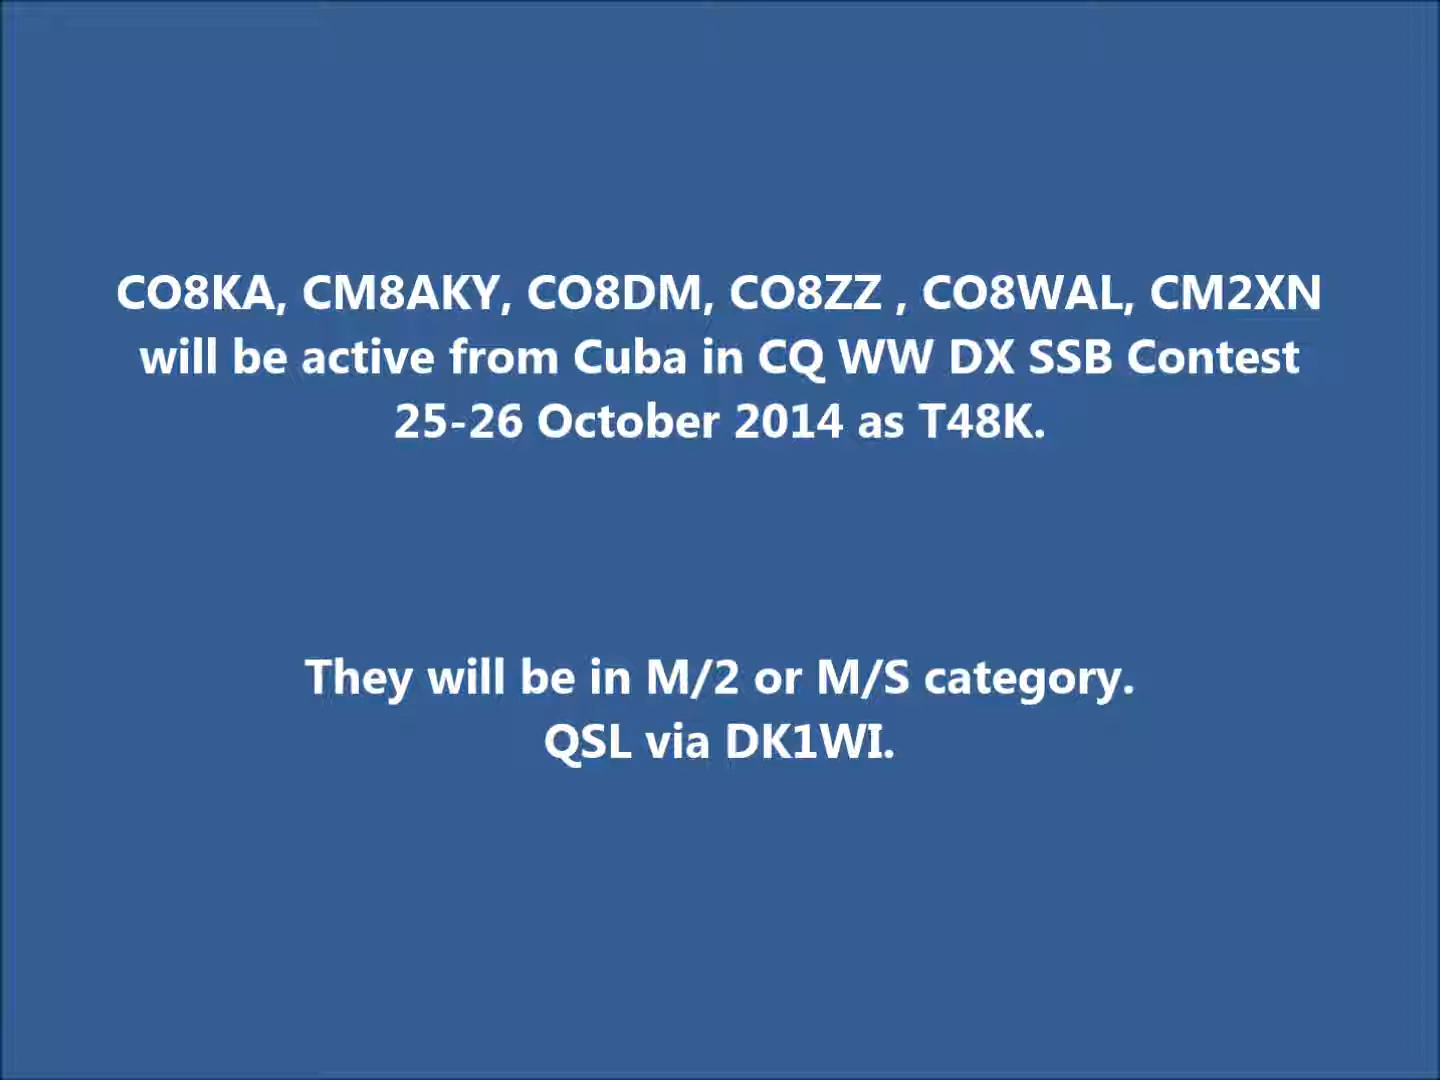 CO8KA, CM8AKY, CO8DM, CO8ZZ , CO8WAL, CM2XN
will be active from Cuba in CQ WW DX SSB Contest
25-26 October 2014 as T48K.
They will be in M/2 or M/S category.
QSL via DK1WI.